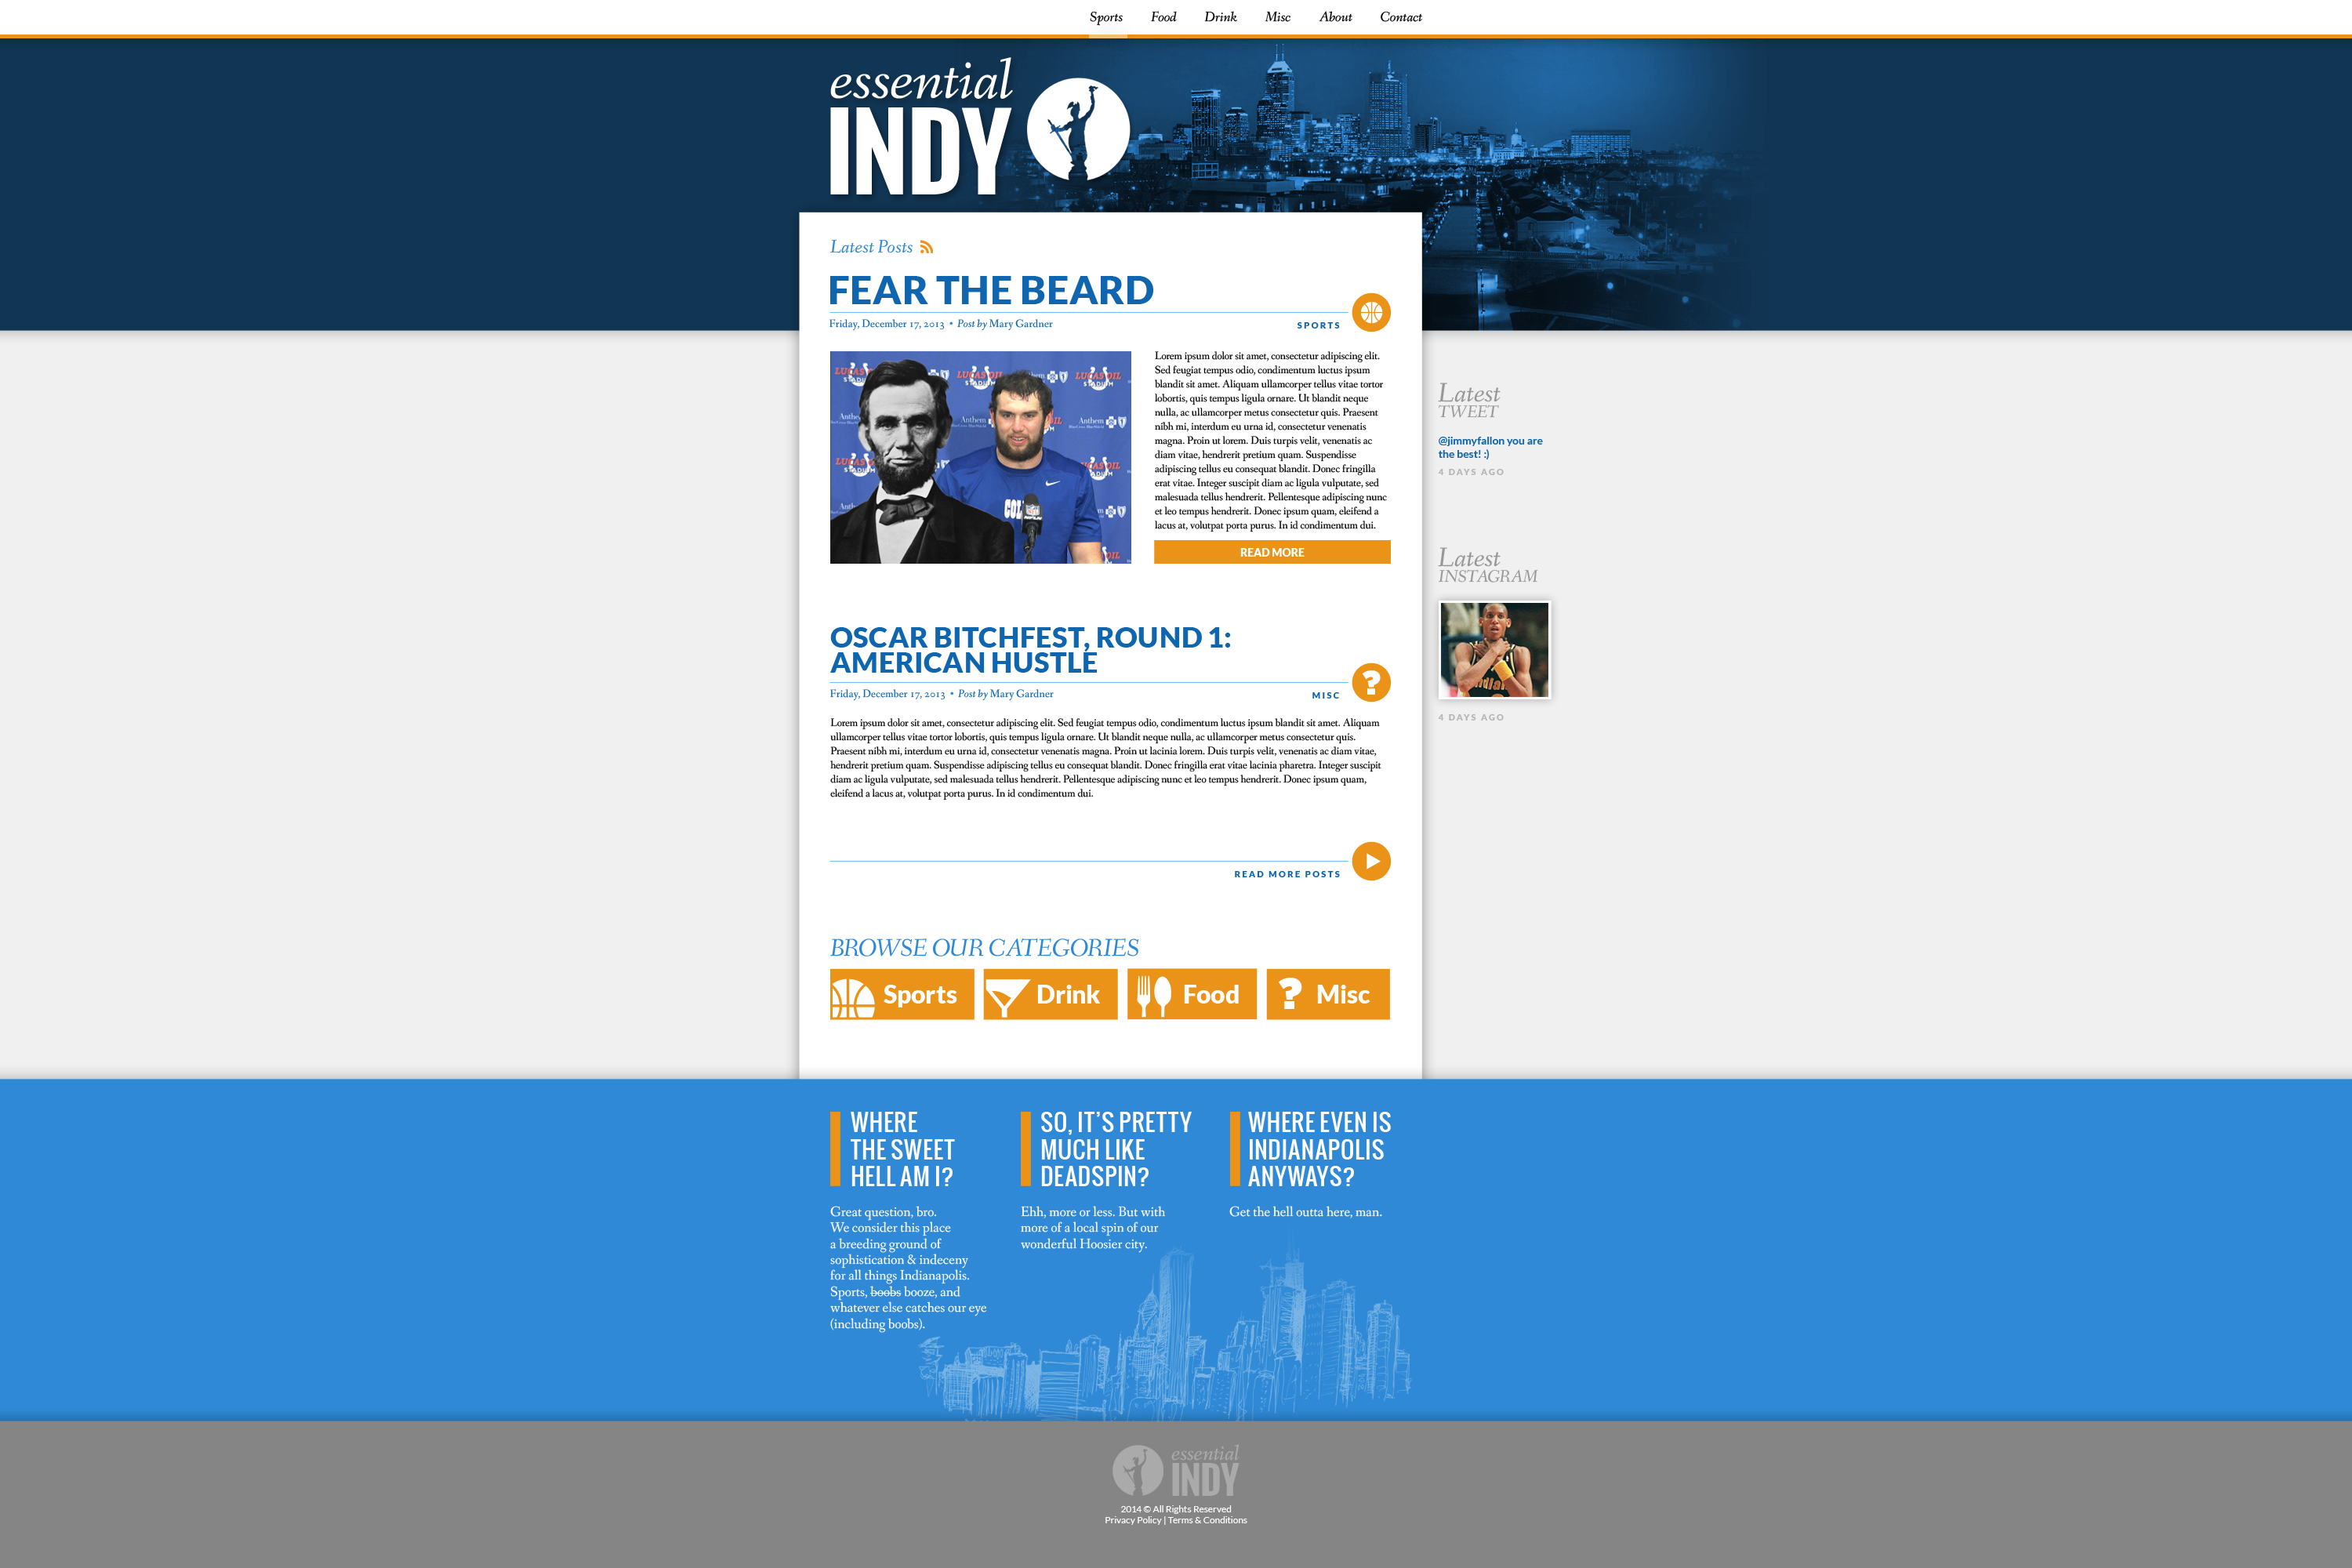 Sports Food Drink Misc About Contact
essential
INDY
Latest Posts
FEAR THE BEARD
Friday, December 17, 2013 • Post by Mary Gardner
SPORTS
LUCAS OIL
STADIUM
Anthem
COL
NFL
Lorem ipsum dolor sit amet, consectetur adipiscing elit.
Sed feugiat tempus odio, condimentum luctus ipsum
blandit sit amet. Aliquam ullamcorper tellus vitae tortor
lobortis, quis tempus ligula ornare. Ut blandit neque
nulla, ac ullamcorper metus consectetur quis. Praesent
nibh mi, interdum eu urna id, consectetur venenatis
magna. Proin ut lorem. Duis turpis velit, venenatis ac
diam vitae, hendrerit pretium quam. Suspendisse
adipiscing tellus eu consequat blandit. Donec fringilla
erat vitae. Integer suscipit diam ac ligula vulputate, sed
malesuada tellus hendrerit. Pellentesque adipiscing nunc
et leo tempus hendrerit. Donec ipsum quam, eleifend a
lacus at, volutpat porta purus. In id condimentum dui.
READ MORE
OSCAR BITCHFEST, ROUND 1:
AMERICAN HUSTLE
Friday, December 17, 2013 • Post by Mary Gardner
MISC
?
Lorem ipsum dolor sit amet, consectetur adipiscing elit. Sed feugiat tempus odio, condimentum luctus ipsum blandit sit amet. Aliquam
ullamcorper tellus vitae tortor lobortis, quis tempus ligula ornare. Ut blandit neque nulla, ac ullamcorper metus consectetur quis.
Praesent nibh mi, interdum eu urna id, consectetur venenatis magna. Proin ut lacinia lorem. Duis turpis velit, venenatis ac diam vitae,
hendrerit pretium quam. Suspendisse adipiscing tellus eu consequat blandit. Donec fringilla erat vitae lacinia pharetra. Integer suscipit
diam ac ligula vulputate, sed malesuada tellus hendrerit. Pellentesque adipiscing nunc et leo tempus hendrerit. Donec ipsum quam,
eleifend a lacus at, volutpat porta purus. In id condimentum dui.
READ MORE POSTS
BROWSE OUR CATEGORIES
Sports
Drink
Food
? Misc
Latest
TWEET
@jimmyfallon you are
the best! :)
4 DAYS AGO
Latest
INSTAGRAM
4 DAYS AGO
WHERE
THE SWEET
HELL AM I?
Great question, bro.
We consider this place
a breeding ground of
sophistication & indeceny
for all things Indianapolis.
Sports, boobs booze, and
whatever else catches our eye
(including boobs).
SO, IT'S PRETTY
MUCH LIKE
DEADSPIN?
Ehh, more or less. But with
more of a local spin of our
wonderful Hoosier city.
WHERE EVEN IS
INDIANAPOLIS
ANYWAYS?
Get the hell outta here, man.
essential
INDY
2014 © All Rights Reserved
Privacy Policy | Terms & Conditions